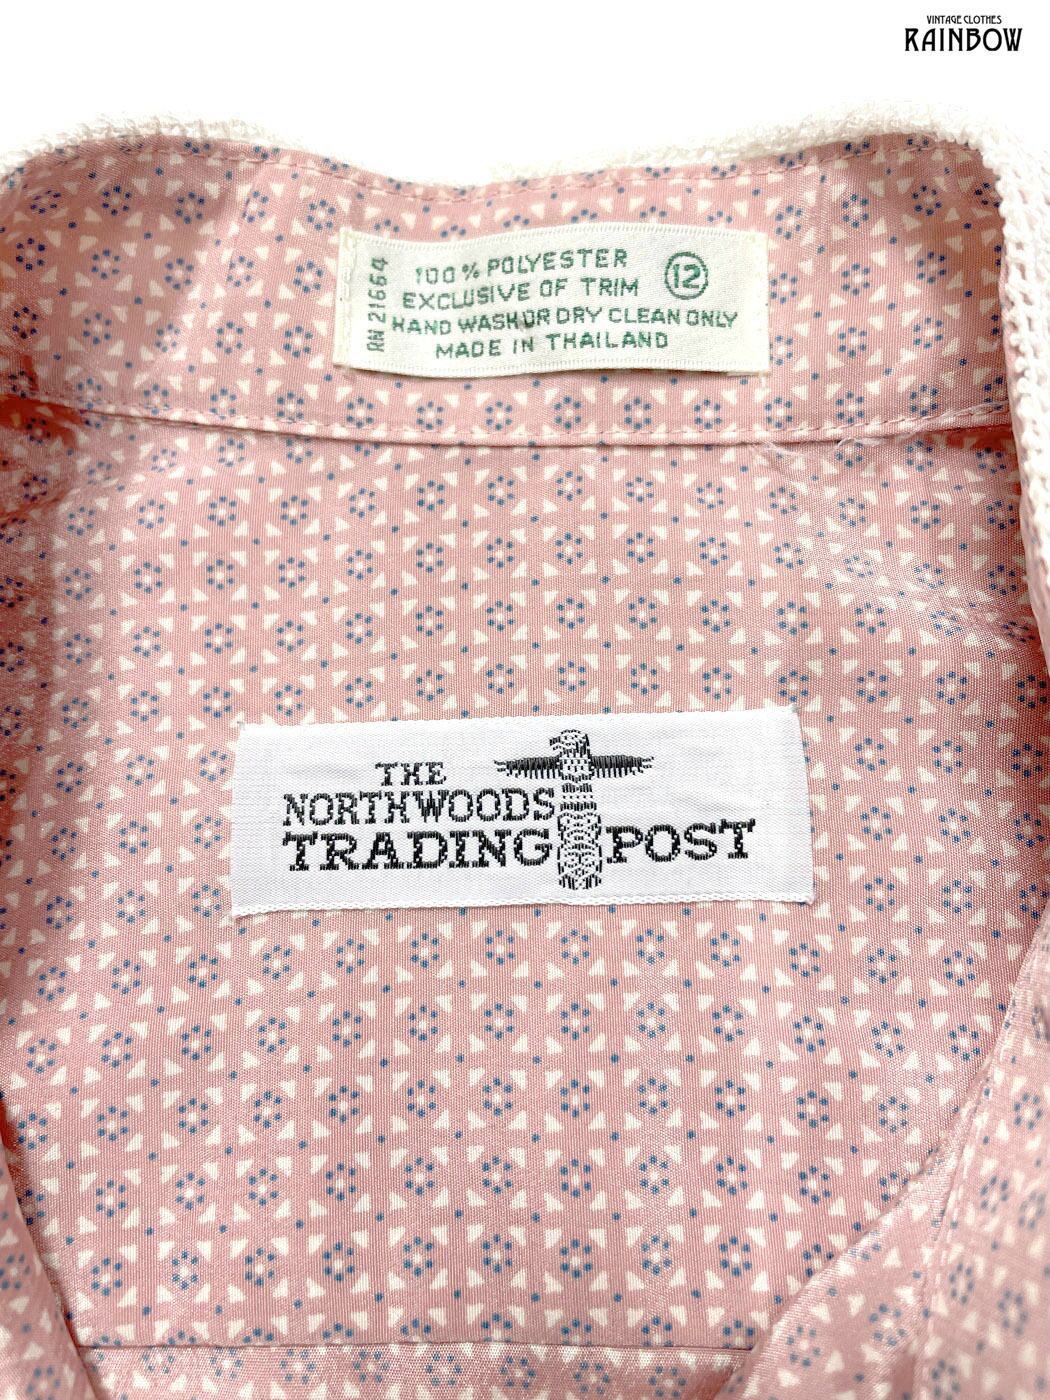 VINTAGE CLOTHES
RAINBOW
RN 21664
100% POLYESTER
EXCLUSIVE OF TRIM
12
HAND WASH OR DRY CLEAN ONLY
MADE IN THAILAND
THE
NORTHWOODS
TRADING POST